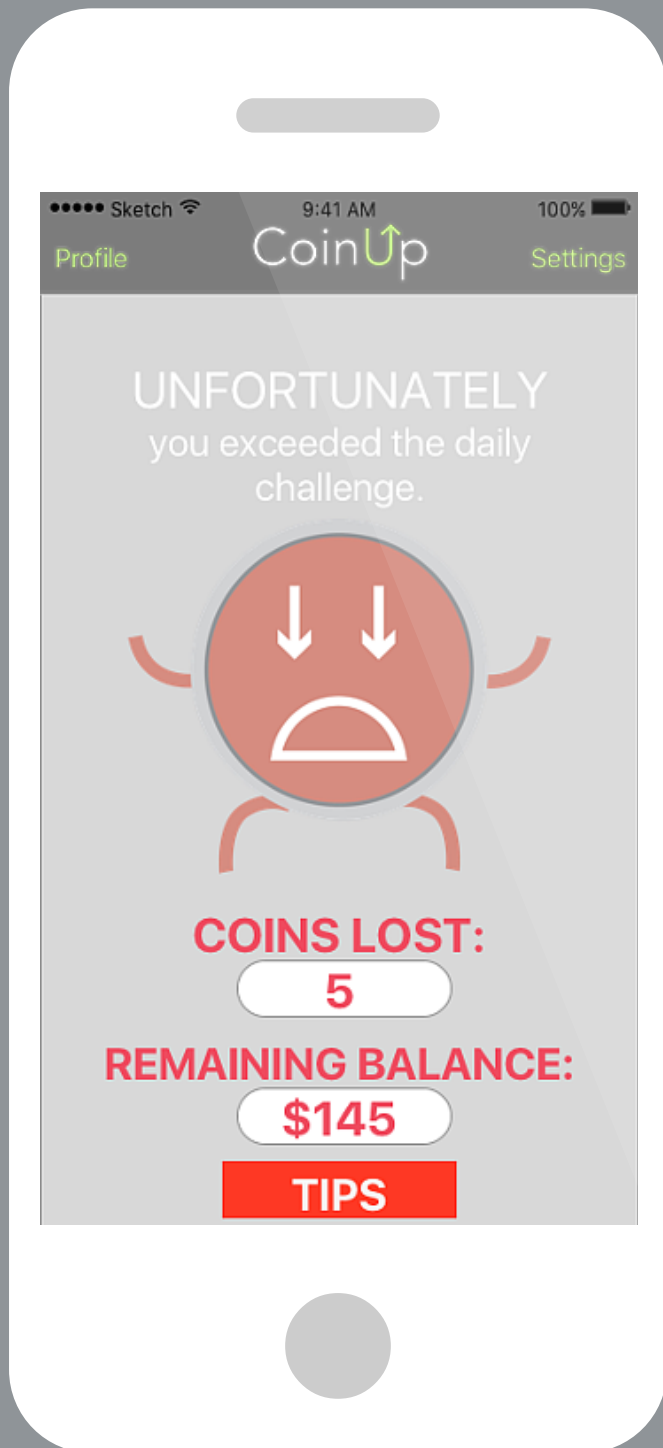 Sketch 9:41 AM 100%
Profile CoinUp Settings
UNFORTUNATELY
you exceeded the daily
challenge.
COINS LOST:
5
REMAINING BALANCE:
$145
TIPS